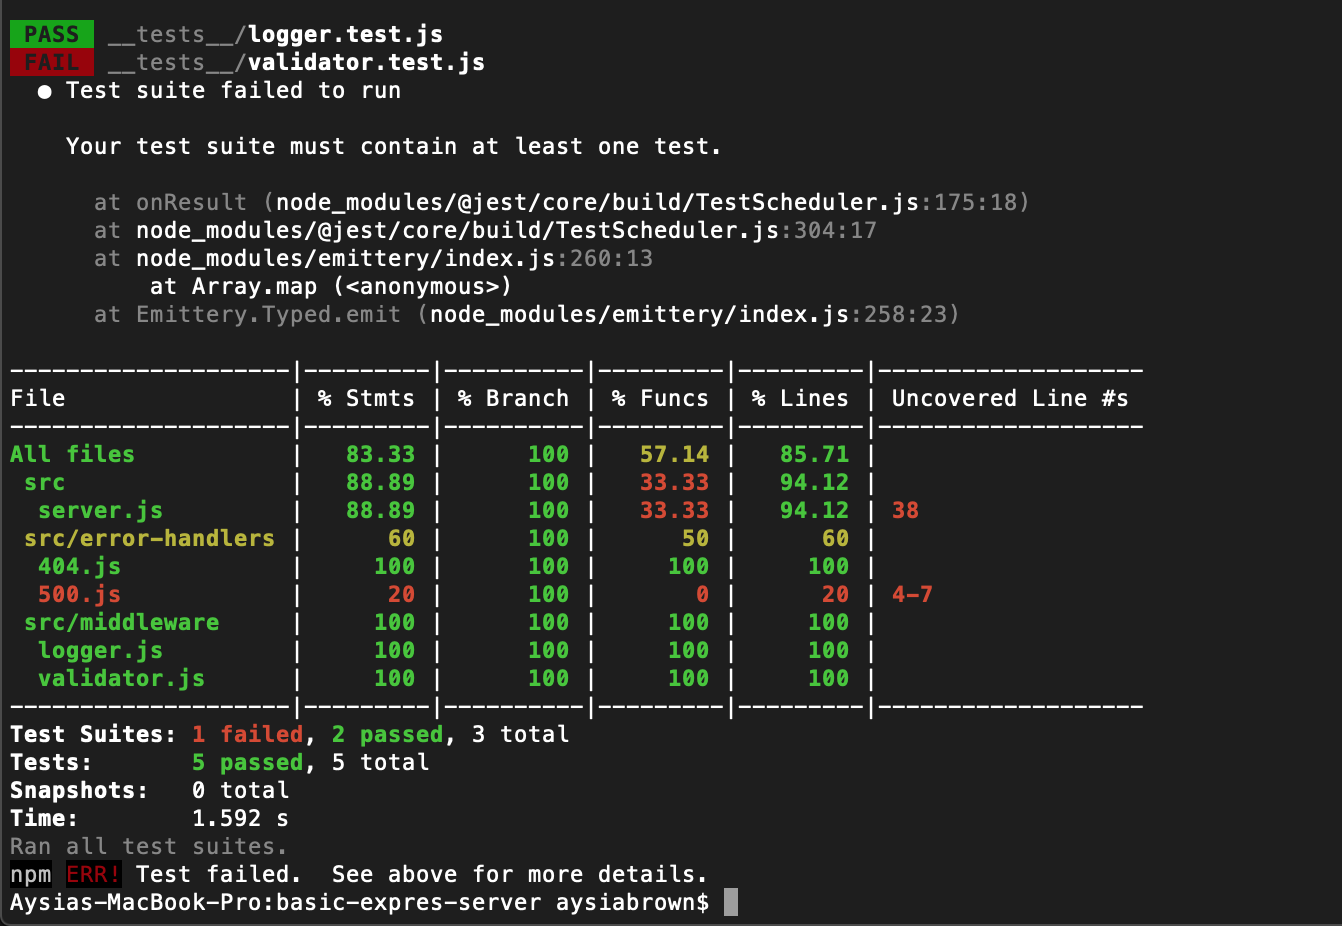 PASS __tests__/logger.test.js
FAIL __tests__/validator.test.js
● Test suite failed to run
Your test suite must contain at least one test.
at onResult (node_modules/@jest/core/build/TestScheduler.js:175:18)
at node_modules/@jest/core/build/TestScheduler.js:304:17
at node_modules/emittery/index.js:260:13
at Array.map (<anonymous>)
at Emittery.Typed.emit (node_modules/emittery/index.js:258:23)
--------------------|---------|----------|---------|---------|-------------------
File                | % Stmts | % Branch | % Funcs | % Lines | Uncovered Line #s
--------------------|---------|----------|---------|---------|-------------------
All files           |   83.33 |      100 |   57.14 |   85.71 |
 src                |   88.89 |      100 |   33.33 |   94.12 |
  server.js         |   88.89 |      100 |   33.33 |   94.12 | 38
 src/error-handlers |      60 |      100 |      50 |      60 |
  404.js            |     100 |      100 |     100 |     100 |
  500.js            |      20 |      100 |       0 |      20 | 4-7
 src/middleware     |     100 |      100 |     100 |     100 |
  logger.js         |     100 |      100 |     100 |     100 |
  validator.js      |     100 |      100 |     100 |     100 |
--------------------|---------|----------|---------|---------|-------------------
Test Suites: 1 failed, 2 passed, 3 total
Tests:       5 passed, 5 total
Snapshots:   0 total
Time:        1.592 s
Ran all test suites.
npm ERR! Test failed.  See above for more details.
Aysias-MacBook-Pro:basic-expres-server aysiabrown$